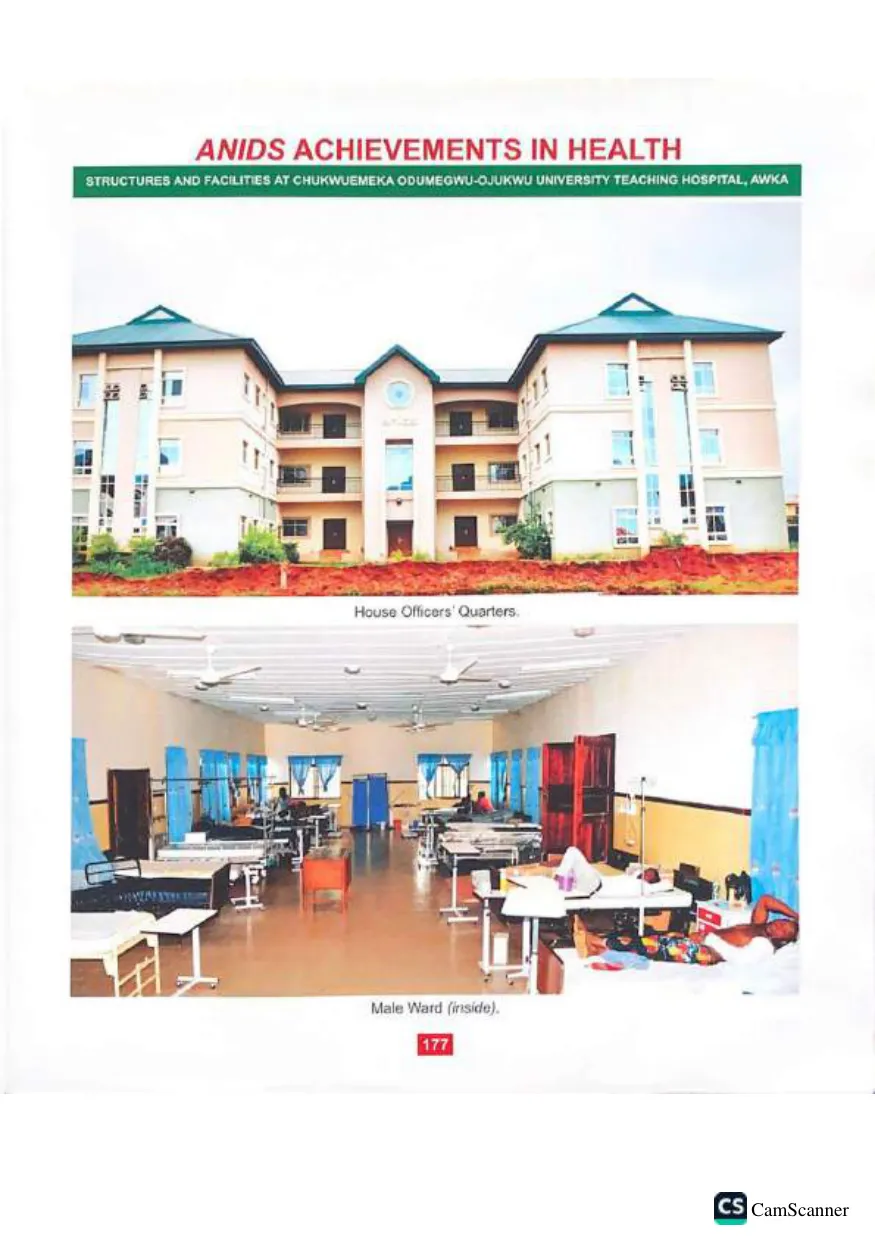 ANIDS ACHIEVEMENTS IN HEALTH
STRUCTURES AND FACILITIES AT CHUKWUEMEKA ODUMEGWU-OJUKWU UNIVERSITY TEACHING HOSPITAL, AWKA
House Officers' Quarters.
Male Ward (inside).
177
CS CamScanner